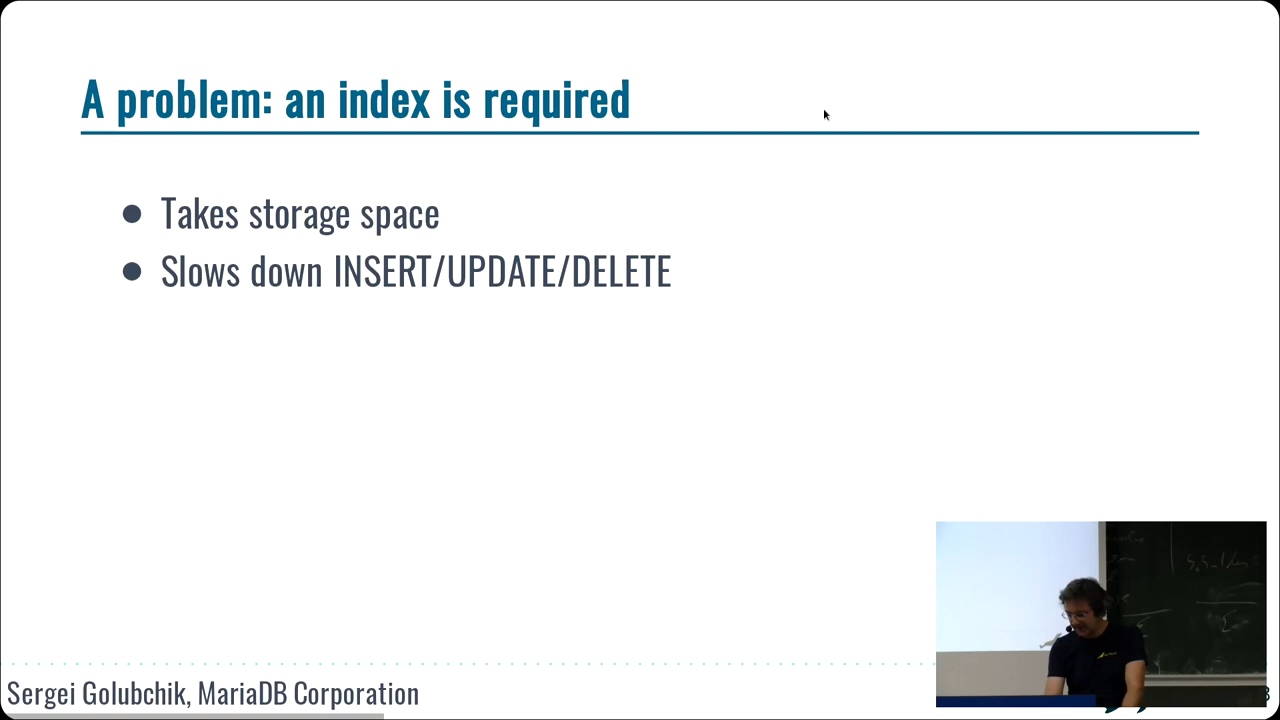 A problem: an index is required
Takes storage space
Slows down INSERT/UPDATE/DELETE
Sergei Golubchik, MariaDB Corporation